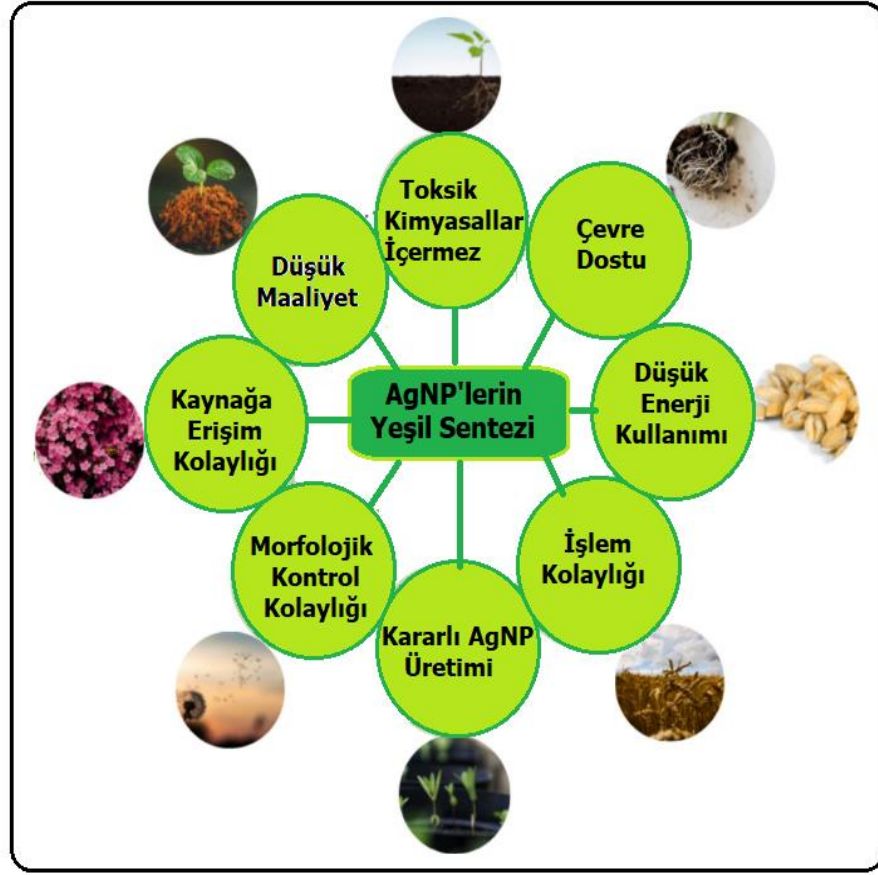 Toksik
Kimyasallar
İçermez
Çevre
Dostu
Düşük
Maaliyet
AgNP'lerin
Yeşil Sentezi
Düşük
Enerji
Kullanımı
Kaynağa
Erişim
Kolaylığı
İşlem
Kolaylığı
Morfolojik
Kontrol
Kolaylığı
Kararlı AgNP
Üretimi